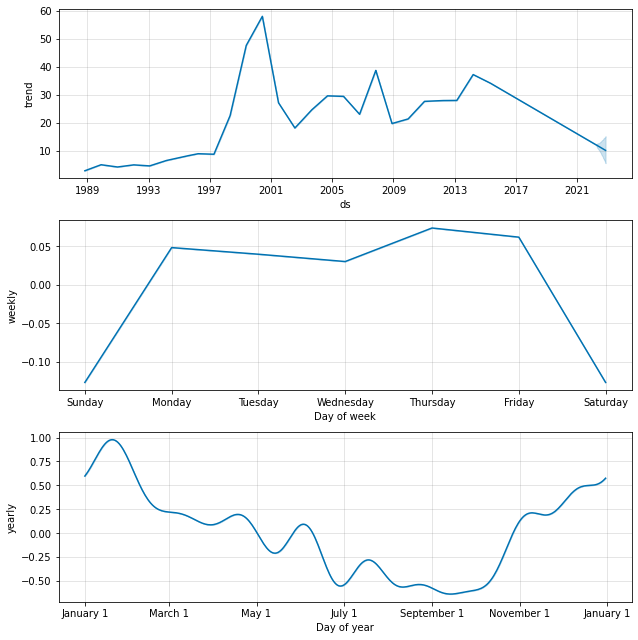 60
50
40
30
20
10
trend
1989 1993 1997 2001 2005 2009 2013 2017 2021
ds
0.05
0.00
−0.05
−0.10
weekly
Sunday Monday Tuesday Wednesday Thursday Friday Saturday
Day of week
1.00
0.75
0.50
0.25
0.00
−0.25
−0.50
yearly
January 1 March 1 May 1 July 1 September 1 November 1 January 1
Day of year